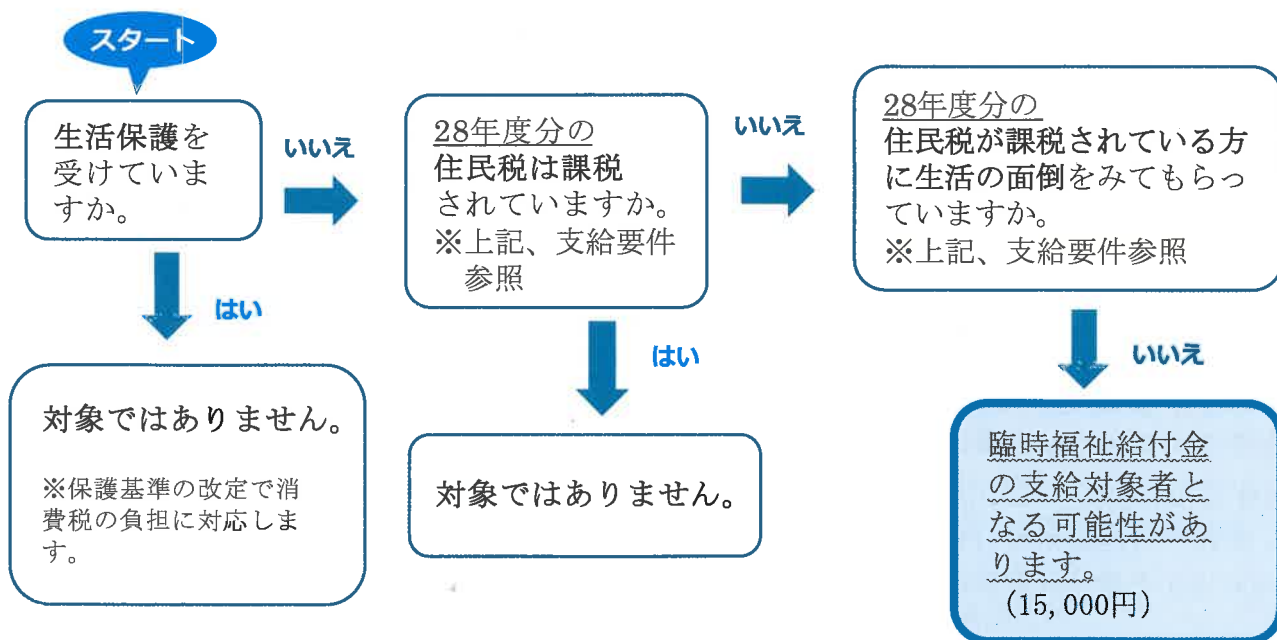 スタート
生活保護を
受けていま
すか。
いいえ
28年度分の
住民税は課税
されていますか。
※上記、支給要件
参照
いいえ
28年度分の
住民税が課税されている方
に生活の面倒をみてもらっ
ていますか。
※上記、支給要件参照
はい
はい
いいえ
対象ではありません。
※保護基準の改定で消
費税の負担に対応しま
す。
対象ではありません。
臨時福祉給付金
の支給対象者と
なる可能性があ
ります。
(15,000円)